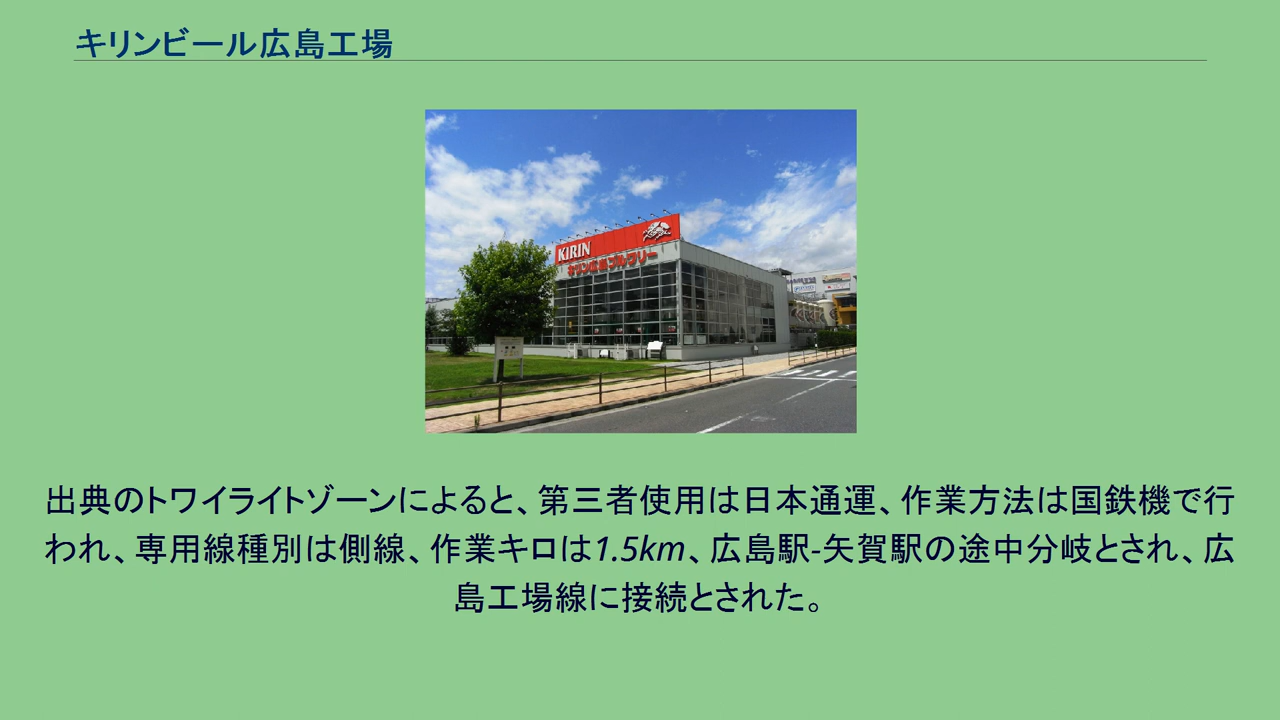 キリンビール広島工場
KIRIN
キリン広島ブルワリー
出典のトワイライトゾーンによると、第三者使用は日本通運、作業方法は国鉄機で行
われ、専用線種別は側線、作業キロは1.5km、広島駅-矢賀駅の途中分岐とされ、広
島工場線に接続とされた。